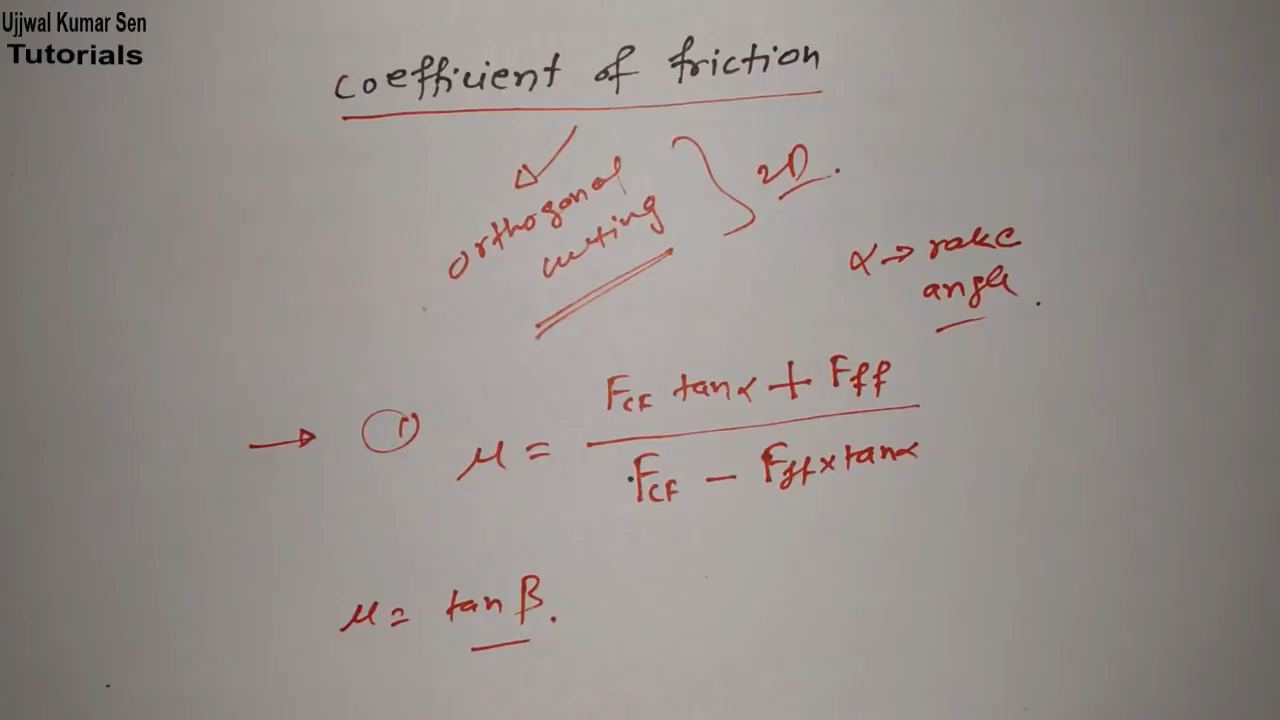 Ujjwal Kumar Sen
Tutorials
Coefficient of friction
orthogonal
cutting
2D.
α → rake
angle.
→ ① μ = (F_CF tanα + F_ff) / (F_CF − F_ff × tanα)
μ = tan β.